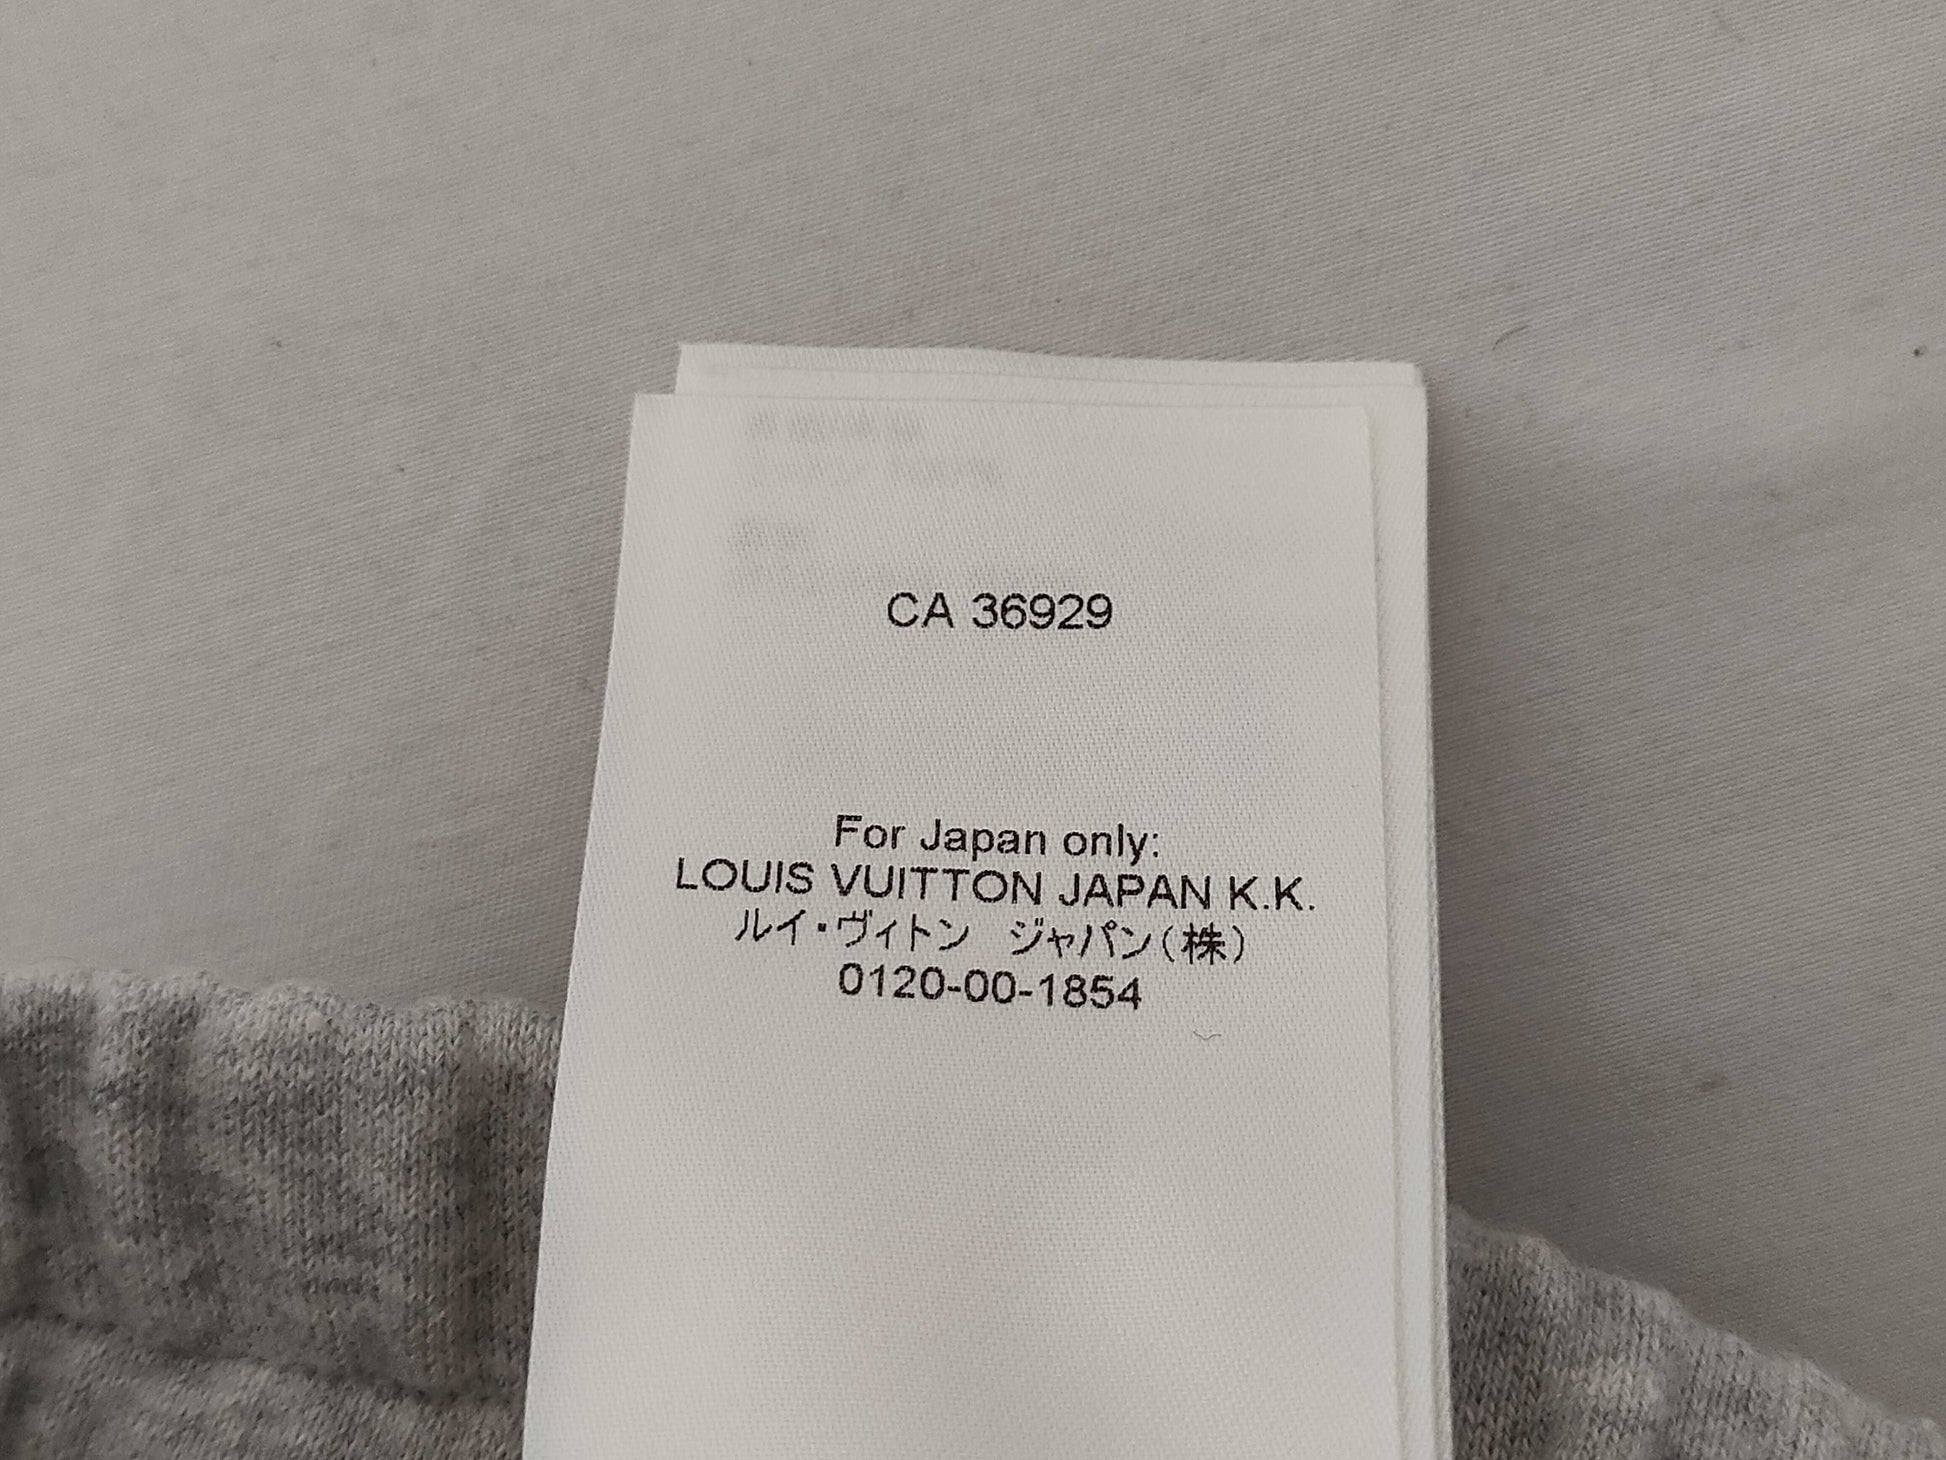 CA 36929
For Japan only:
LOUIS VUITTON JAPAN K.K.
ルイ・ヴィトン　ジャパン(株)
0120-00-1854